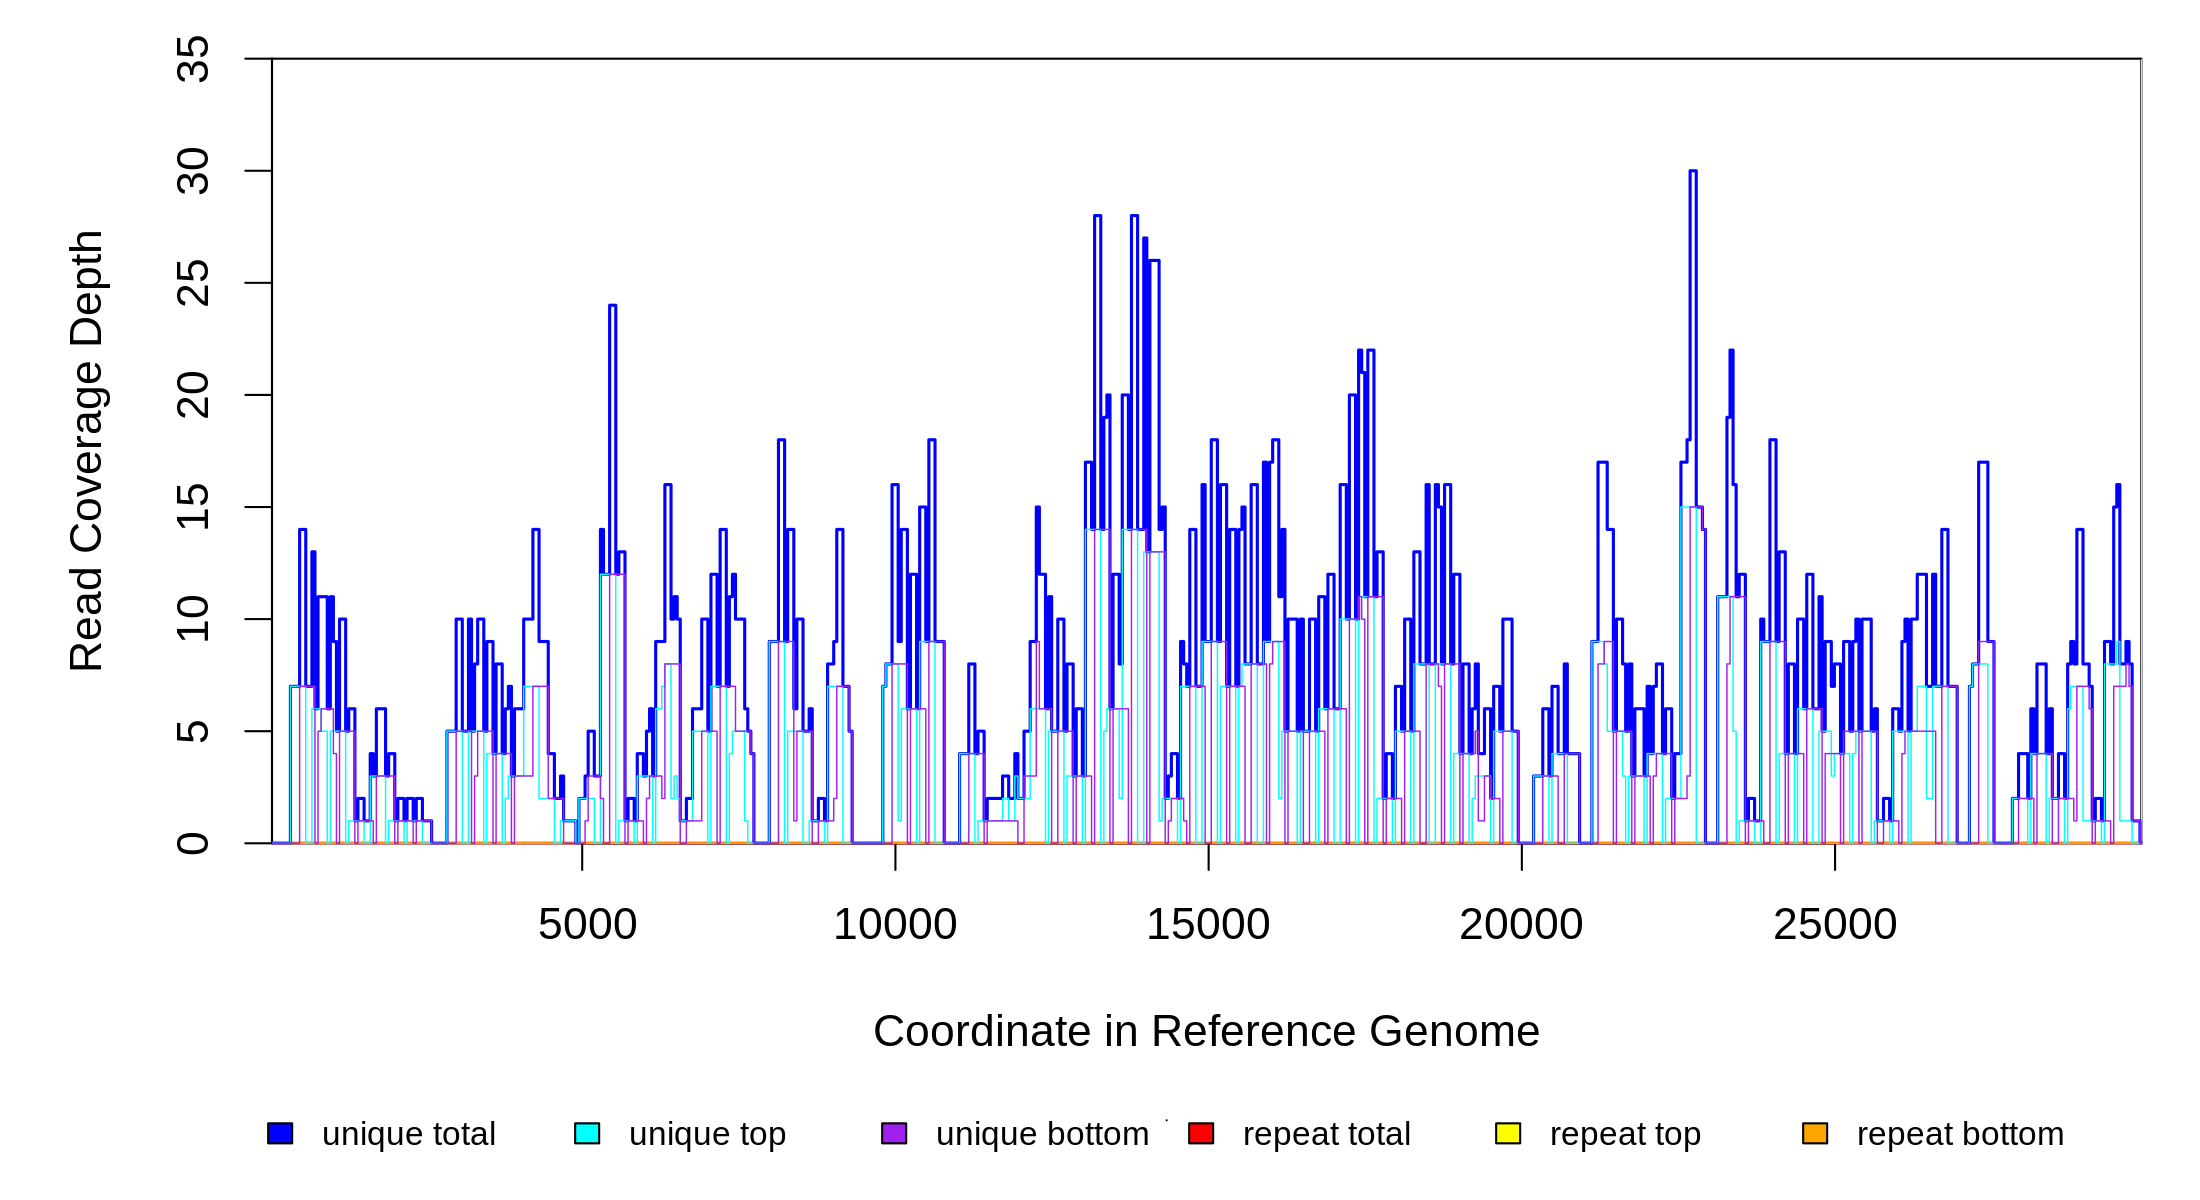 35
30
25
20
15
10
5
0
Read Coverage Depth
5000 10000 15000 20000 25000
Coordinate in Reference Genome
unique total unique top unique bottom repeat total repeat top repeat bottom